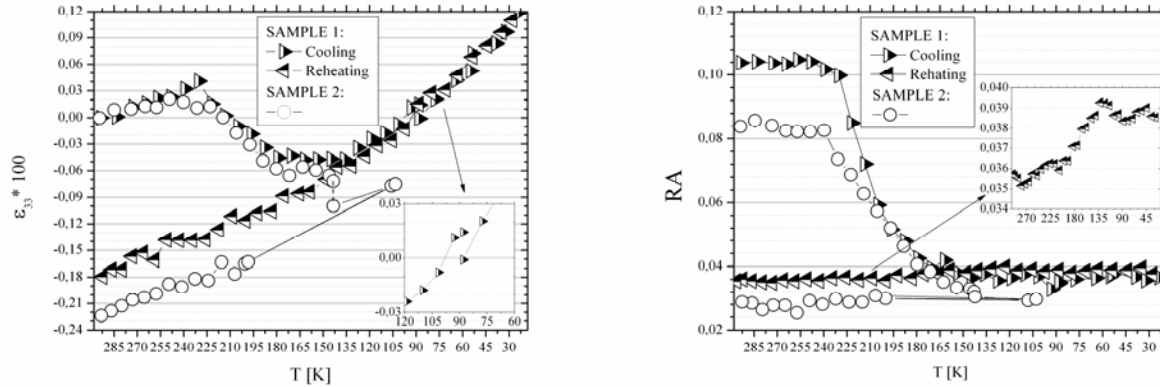 0,12
0,09
0,06
0,03
0,00
-0,03
-0,06
-0,09
-0,12
-0,15
-0,18
-0,21
-0,24
ε33* 100
SAMPLE 1:
Cooling
Reheating
SAMPLE 2:
0,03
0,00
-0,03
120 105 90 75 60
285 270 255 240 225 210 195 180 165 150 135 120 105 90 75 60 45 30
T [K]
0,12
0,10
0,08
0,06
0,04
0,02
RA
SAMPLE 1:
Cooling
Rehating
SAMPLE 2:
0,040
0,039
0,038
0,037
0,036
0,035
0,034
270 225 180 135 90 45
285 270 255 240 225 210 195 180 165 150 135 120 105 90 75 60 45 30
T [K]